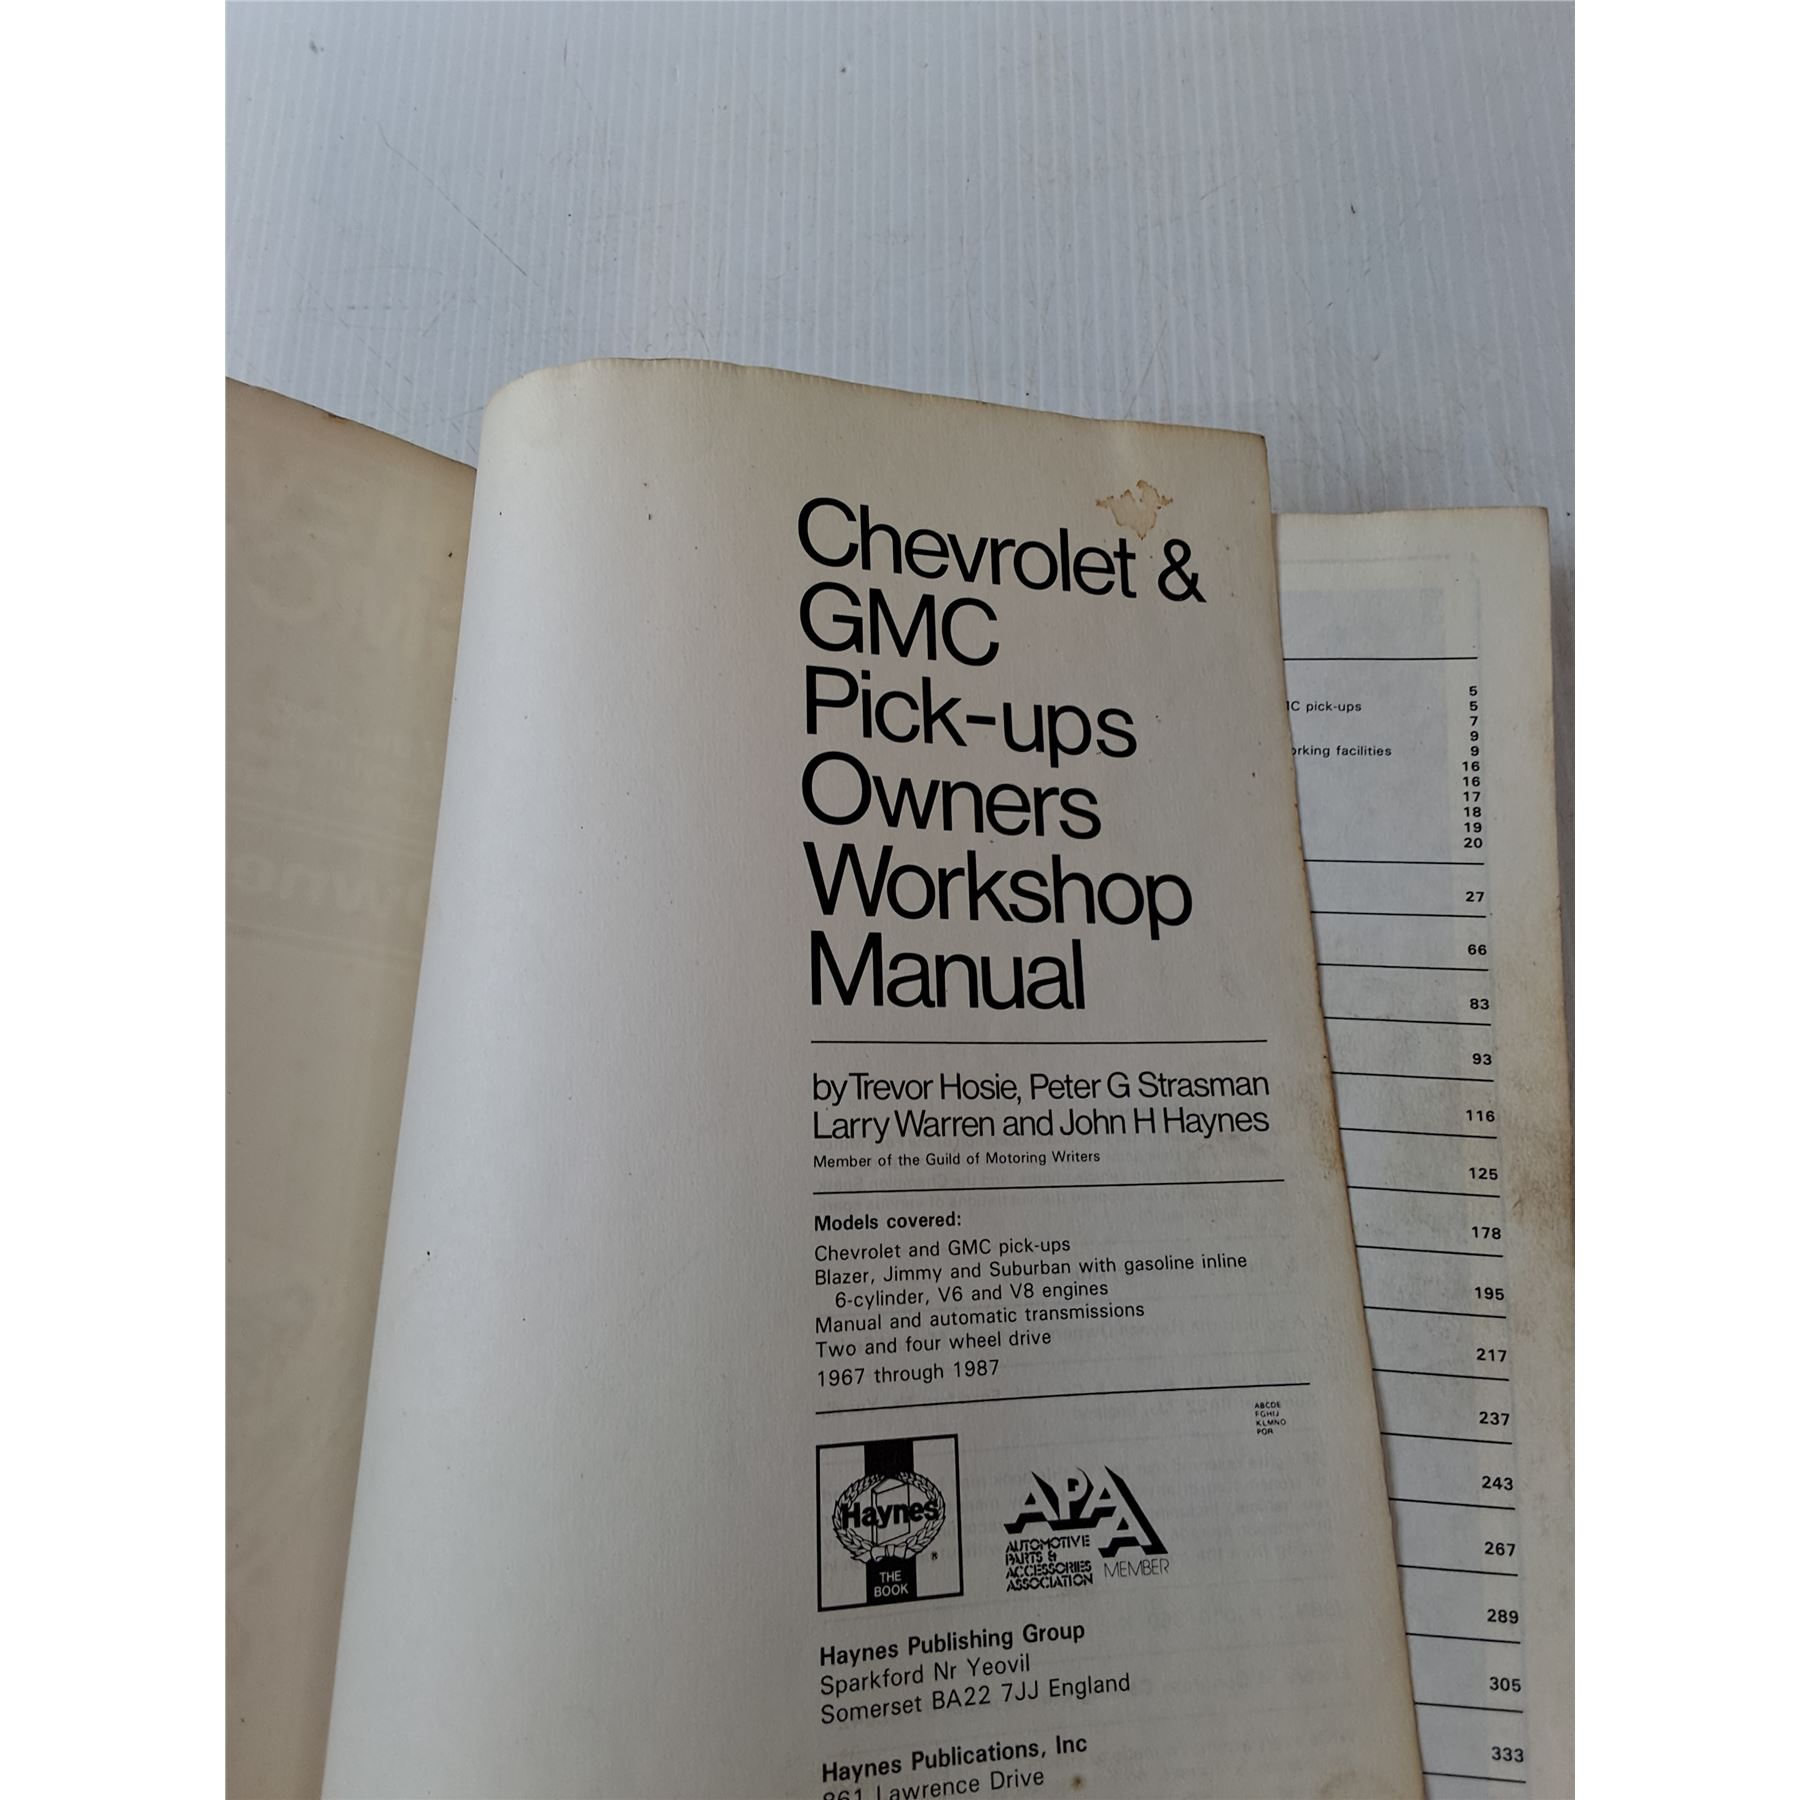 Chevrolet &
GMC
Pick-ups
Owners
Workshop
Manual
by Trevor Hosie, Peter G Strasman
Larry Warren and John H Haynes
Member of the Guild of Motoring Writers
Models covered:
Chevrolet and GMC pick-ups
Blazer, Jimmy and Suburban with gasoline inline
6-cylinder, V6 and V8 engines
Manual and automatic transmissions
Two and four wheel drive
1967 through 1987
ABCDE
FGHIJ
KLMNO
PQR
Haynes
®
THE
BOOK
APAA
AUTOMOTIVE
PARTS &
ACCESSORIES
ASSOCIATION
MEMBER
Haynes Publishing Group
Sparkford Nr Yeovil
Somerset BA22 7JJ England
Haynes Publications, Inc
861 Lawrence Drive
5
pick-ups 5
7
9
facilities 9
16
16
17
18
19
20
27
66
83
93
116
125
178
195
217
237
243
267
289
305
333